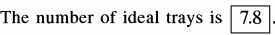 The number of ideal trays is 7.8.